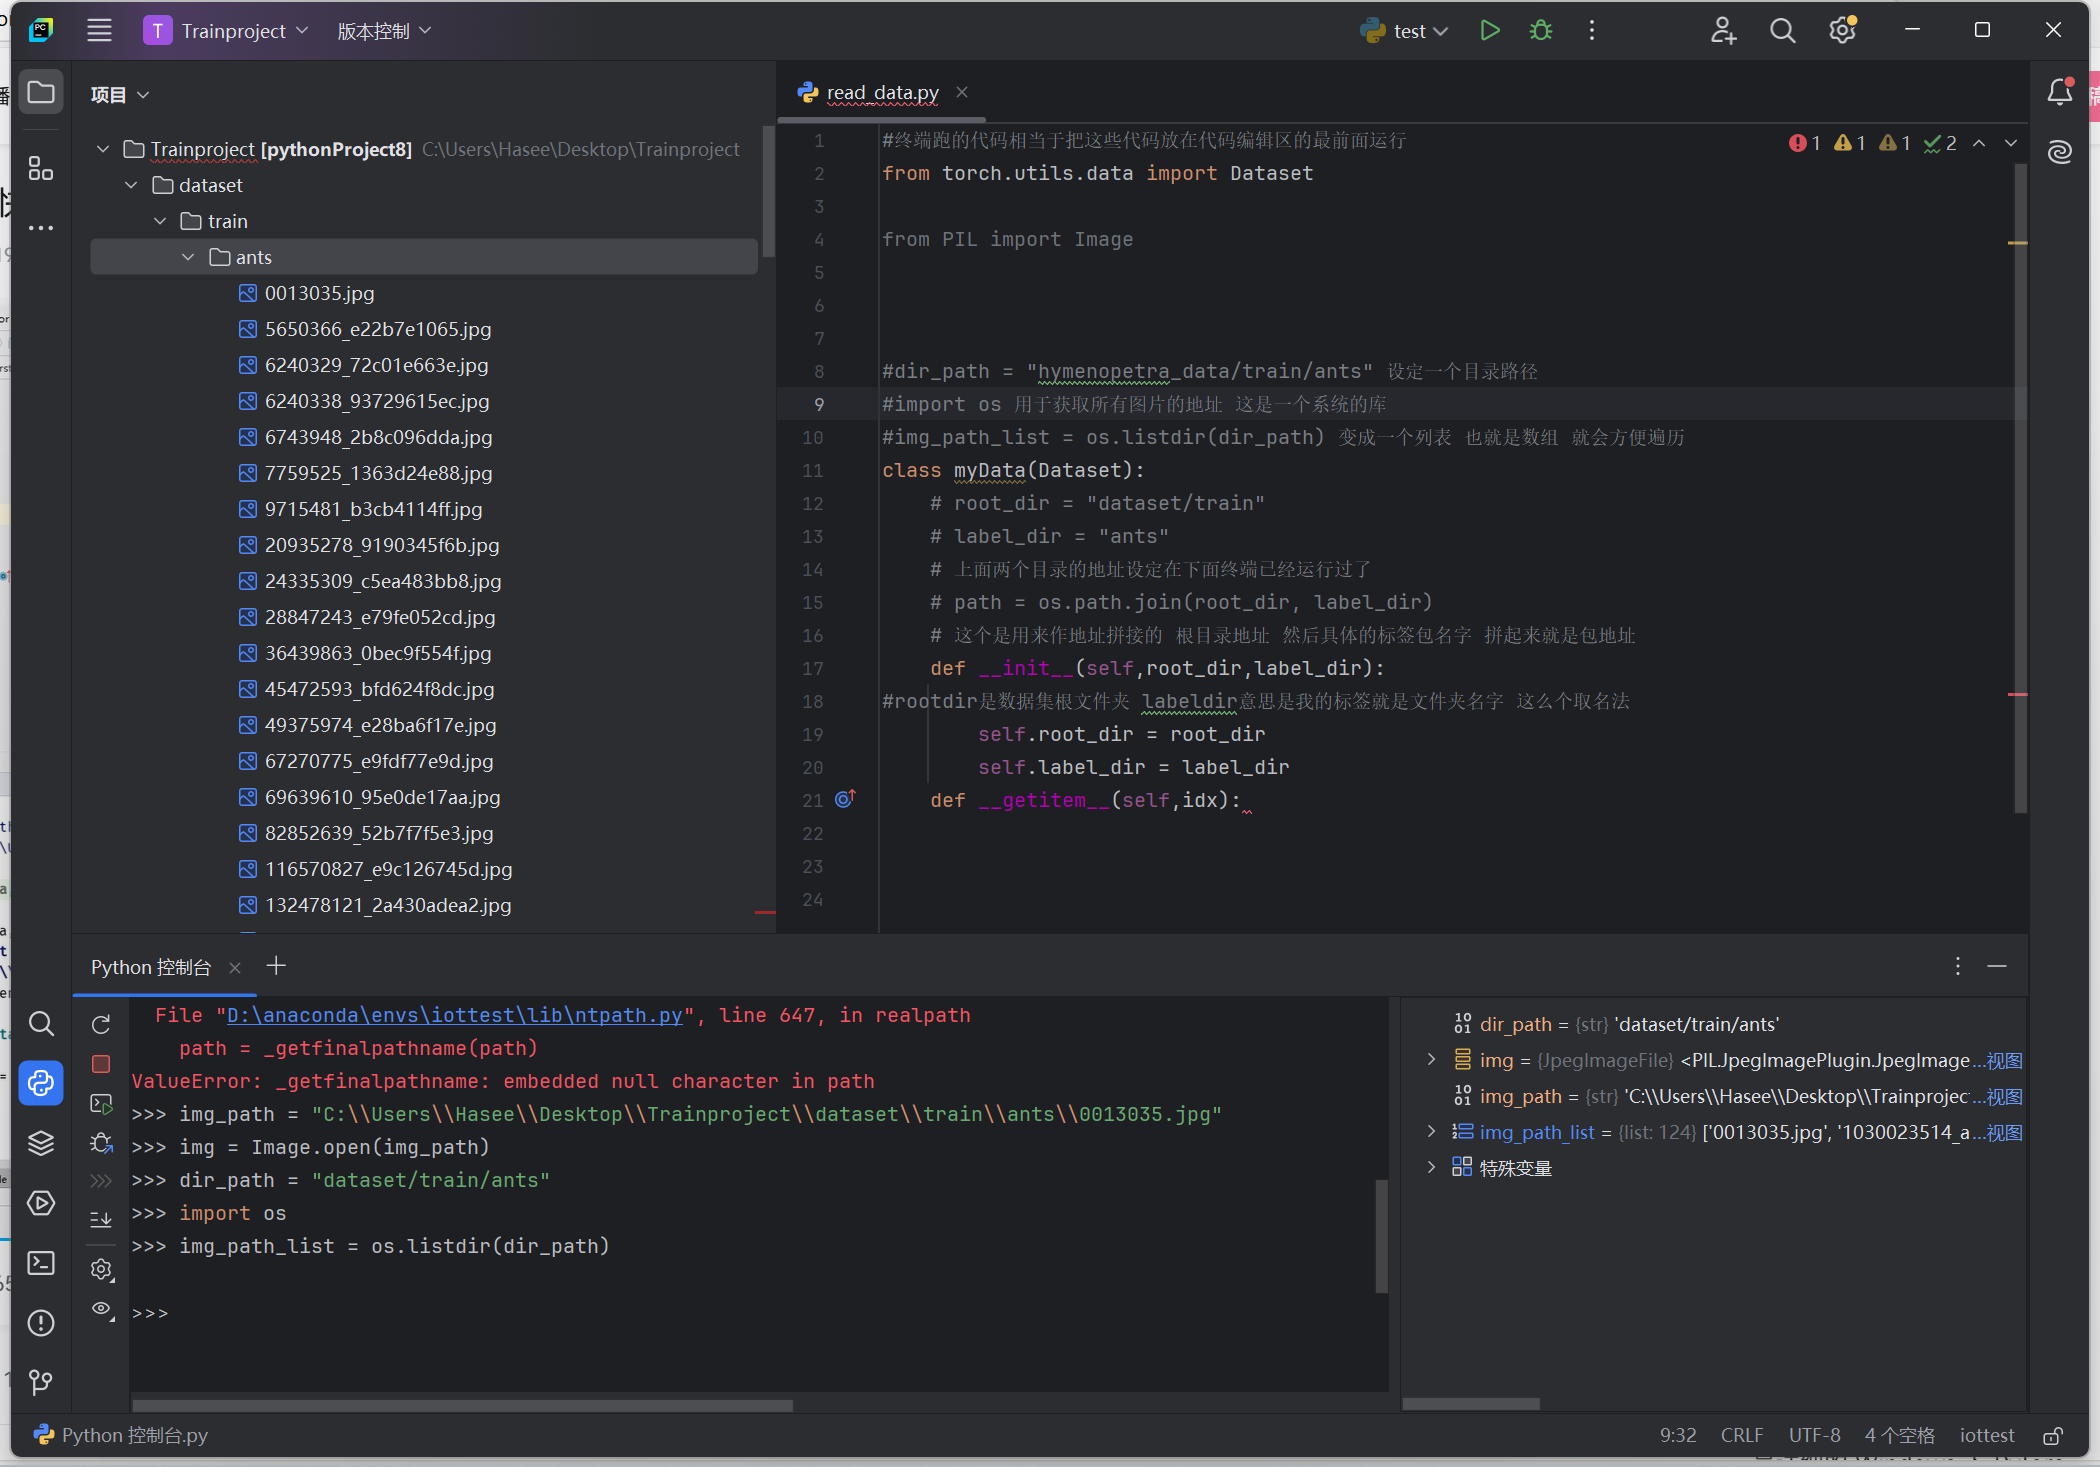 T Trainproject 版本控制
test
项目
read_data.py
Trainproject [pythonProject8] C:\Users\Hasee\Desktop\Trainproject
dataset
train
ants
0013035.jpg
5650366_e22b7e1065.jpg
6240329_72c01e663e.jpg
6240338_93729615ec.jpg
6743948_2b8c096dda.jpg
7759525_1363d24e88.jpg
9715481_b3cb4114ff.jpg
20935278_9190345f6b.jpg
24335309_c5ea483bb8.jpg
28847243_e79fe052cd.jpg
36439863_0bec9f554f.jpg
45472593_bfd624f8dc.jpg
49375974_e28ba6f17e.jpg
67270775_e9fdf77e9d.jpg
69639610_95e0de17aa.jpg
82852639_52b7f7f5e3.jpg
116570827_e9c126745d.jpg
132478121_2a430adea2.jpg
1 1 1 2
1 #终端跑的代码相当于把这些代码放在代码编辑区的最前面运行
2 from torch.utils.data import Dataset
3
4 from PIL import Image
5
6
7
8 #dir_path = "hymenopetra_data/train/ants" 设定一个目录路径
9 #import os 用于获取所有图片的地址 这是一个系统的库
10 #img_path_list = os.listdir(dir_path) 变成一个列表 也就是数组 就会方便遍历
11 class myData(Dataset):
12 # root_dir = "dataset/train"
13 # label_dir = "ants"
14 # 上面两个目录的地址设定在下面终端已经运行过了
15 # path = os.path.join(root_dir, label_dir)
16 # 这个是用来作地址拼接的 根目录地址 然后具体的标签包名字 拼起来就是包地址
17 def __init__(self,root_dir,label_dir):
18 #rootdir是数据集根文件夹 labeldir意思是我的标签就是文件夹名字 这么个取名法
19 self.root_dir = root_dir
20 self.label_dir = label_dir
21 def __getitem__(self,idx):
22
23
24
Python 控制台
File "D:\anaconda\envs\iottest\lib\ntpath.py", line 647, in realpath
path = _getfinalpathname(path)
ValueError: _getfinalpathname: embedded null character in path
>>> img_path = "C:\\Users\\Hasee\\Desktop\\Trainproject\\dataset\\train\\ants\\0013035.jpg"
>>> img = Image.open(img_path)
>>> dir_path = "dataset/train/ants"
>>> import os
>>> img_path_list = os.listdir(dir_path)
>>>
dir_path = {str} 'dataset/train/ants'
img = {JpegImageFile} <PIL.JpegImagePlugin.JpegImage...视图
img_path = {str} 'C:\\Users\\Hasee\\Desktop\\Trainprojec...视图
img_path_list = {list: 124} ['0013035.jpg', '1030023514_a...视图
特殊变量
Python 控制台.py
9:32 CRLF UTF-8 4 个空格 iottest